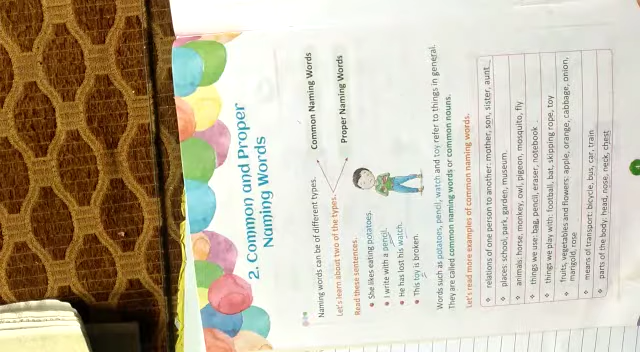 2. Common and Proper
Naming Words
Naming words can be of different types.
Common Naming Words
Let's learn about two of the types.
Proper Naming Words
Read these sentences.
She likes eating potatoes.
I write with a pencil.
He has lost his watch.
This toy is broken.
Words such as potatoes, pencil, watch and toy refer to things in general.
They are called common naming words or common nouns.
Let's read more examples of common naming words.
relations of one person to another: mother, son, sister, aunt
places: school, park, garden, museum
animals: horse, monkey, owl, pigeon, mosquito, fly
things we use: bag, pencil, eraser, notebook
things we play with: football, bat, skipping rope, toy
fruits, vegetables and flowers: apple, orange, cabbage, onion,
marigold, rose
means of transport: bicycle, bus, car, train
parts of the body: head, nose, neck, chest